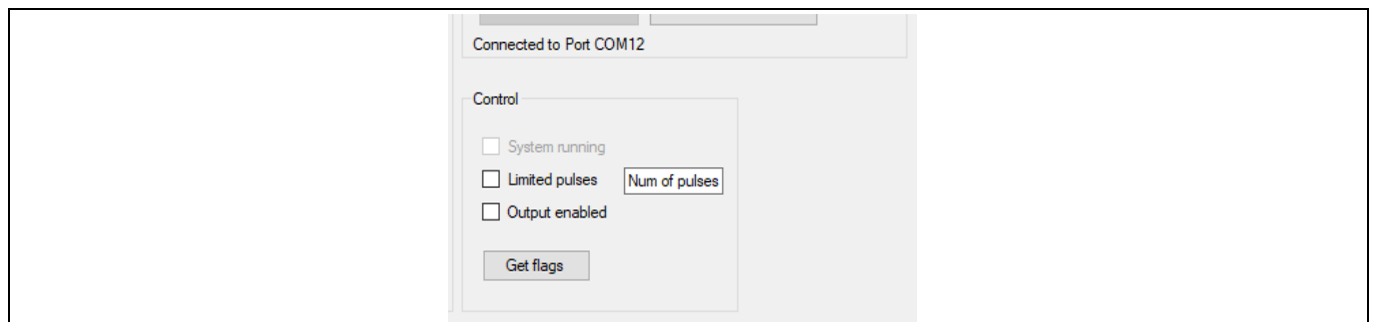 Connected to Port COM12
Control
System running
Limited pulses Num of pulses
Output enabled
Get flags